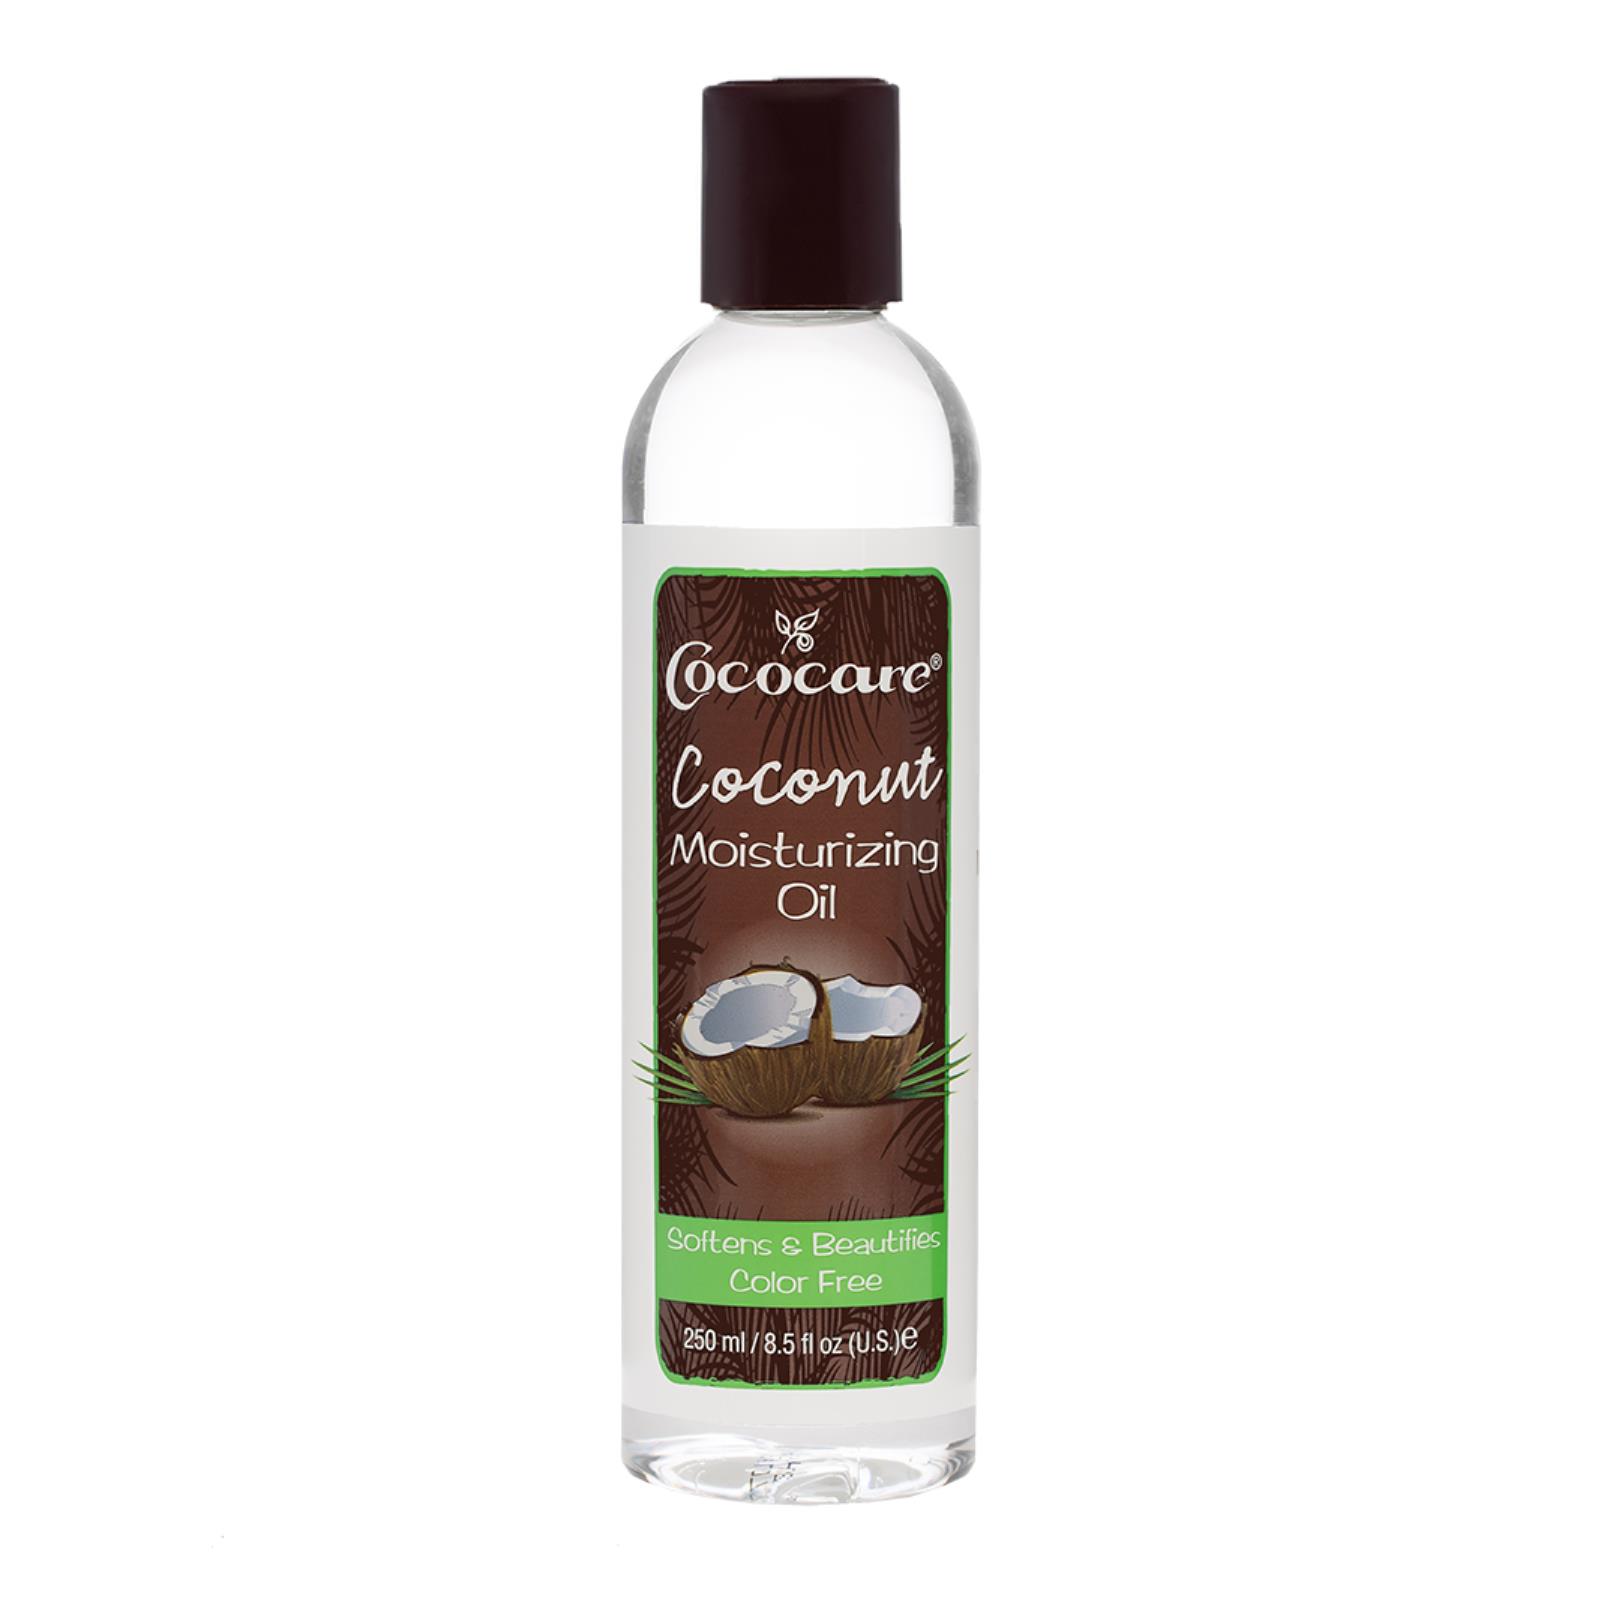 Cococare®
Coconut
Moisturizing
Oil
Softens & Beautifies
Color Free
250 ml / 8.5 fl oz (U.S.)e